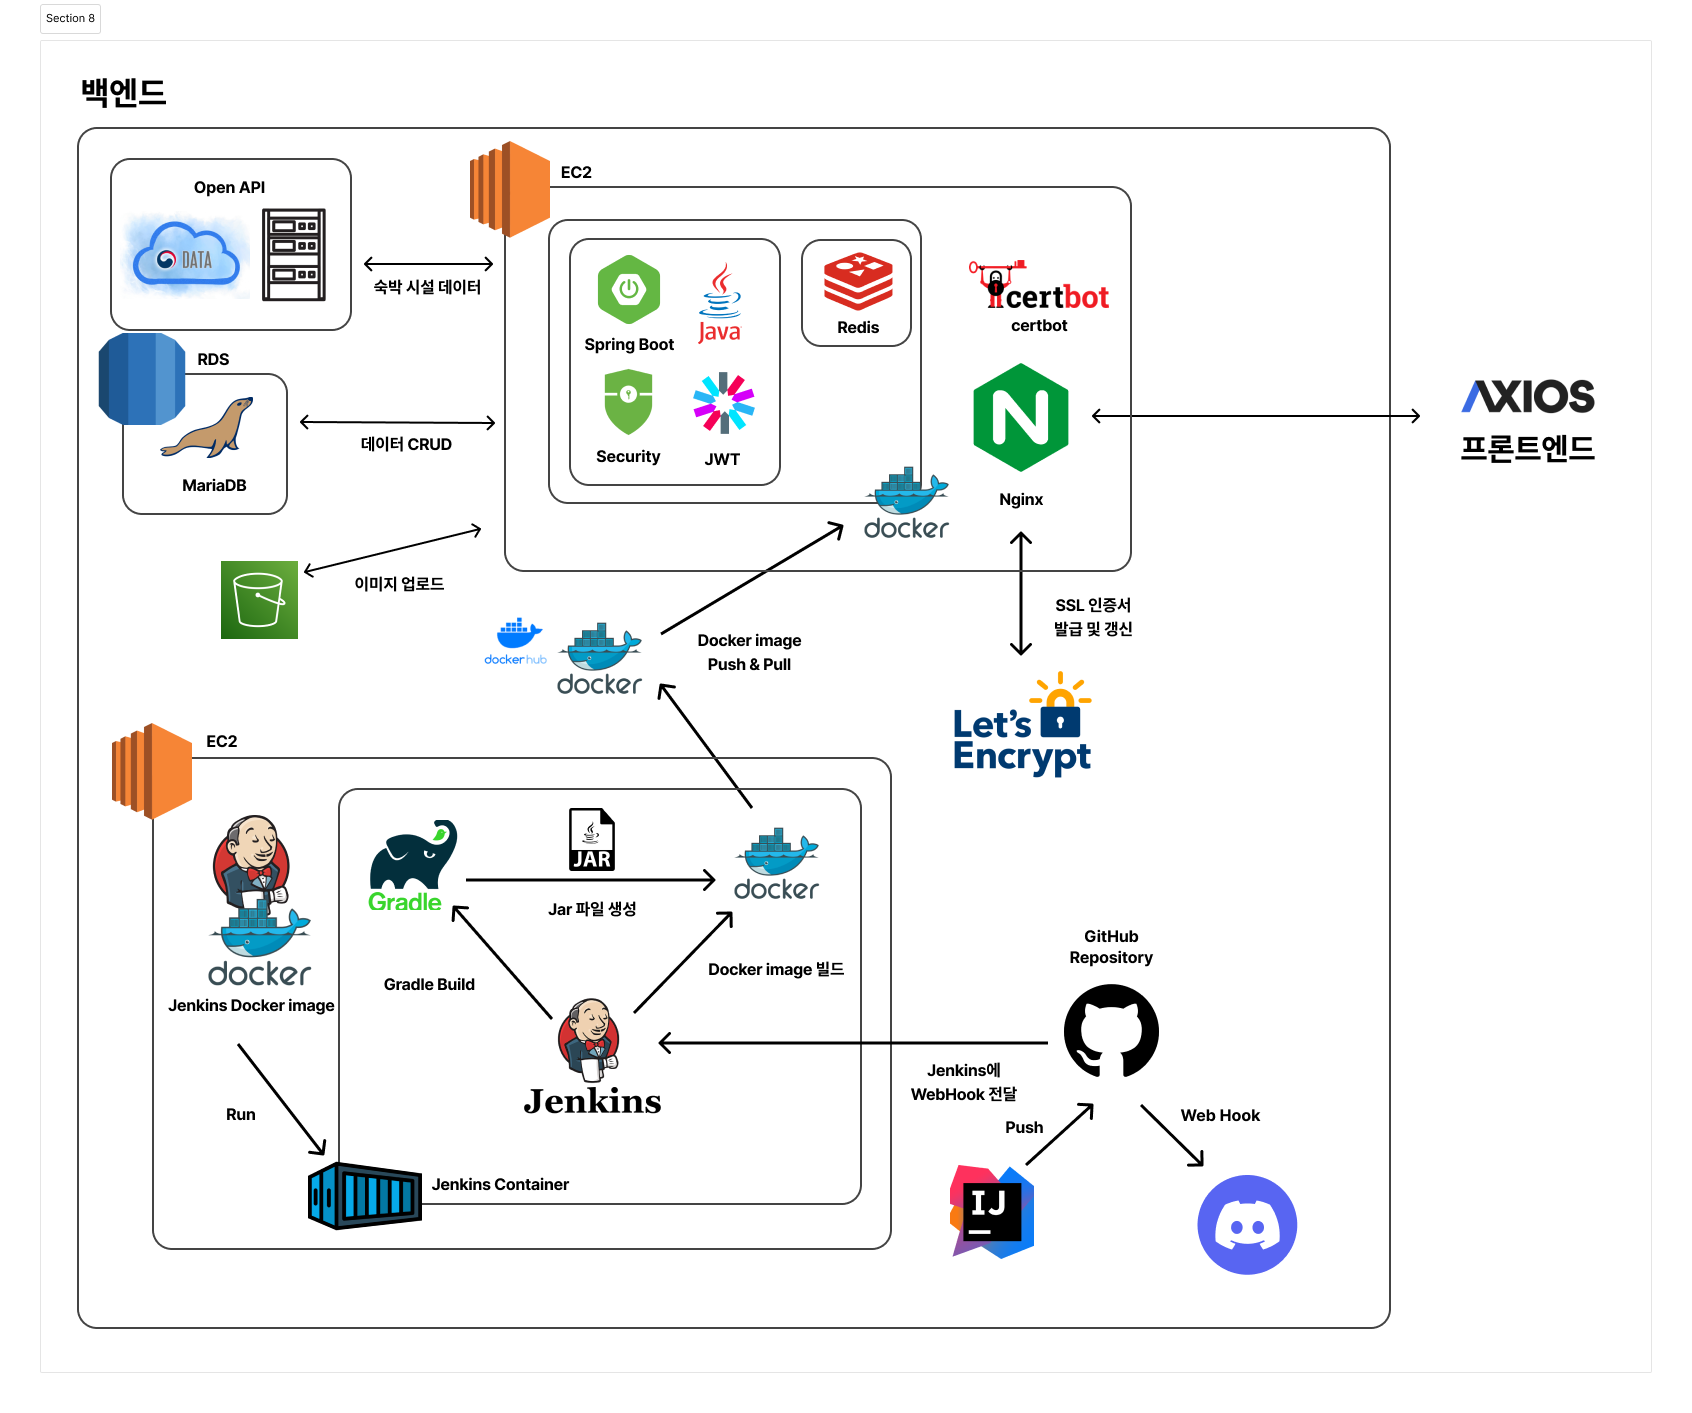 Section 8
백엔드
Open API
DATA
숙박 시설 데이터
EC2
Spring Boot
Java
Security
JWT
Redis
certbot
certbot
Nginx
docker
AXIOS
프론트엔드
RDS
MariaDB
데이터 CRUD
이미지 업로드
docker hub
docker
Docker image
Push & Pull
SSL 인증서
발급 및 갱신
Let's
Encrypt
EC2
docker
Jenkins Docker image
Run
Gradle
JAR
Jar 파일 생성
docker
Gradle Build
Docker image 빌드
Jenkins
Jenkins Container
GitHub
Repository
Jenkins에
WebHook 전달
Push
Web Hook
IJ